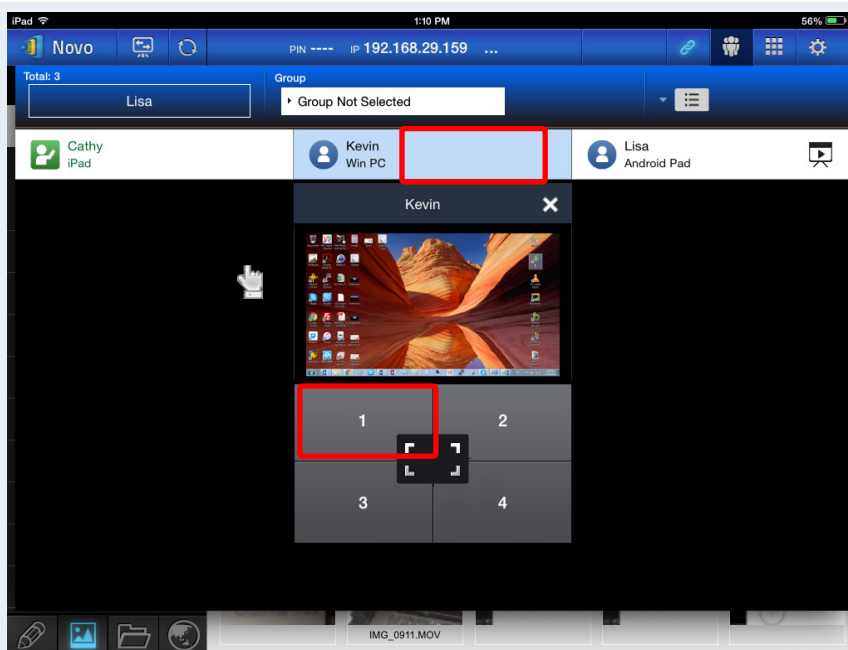 iPad 1:10 PM 56%
Novo PIN ---- IP 192.168.29.159 ...
Total: 3 Group
Lisa Group Not Selected
Cathy
iPad
Kevin
Win PC
Lisa
Android Pad
Kevin
1 2
3 4
IMG_0911.MOV